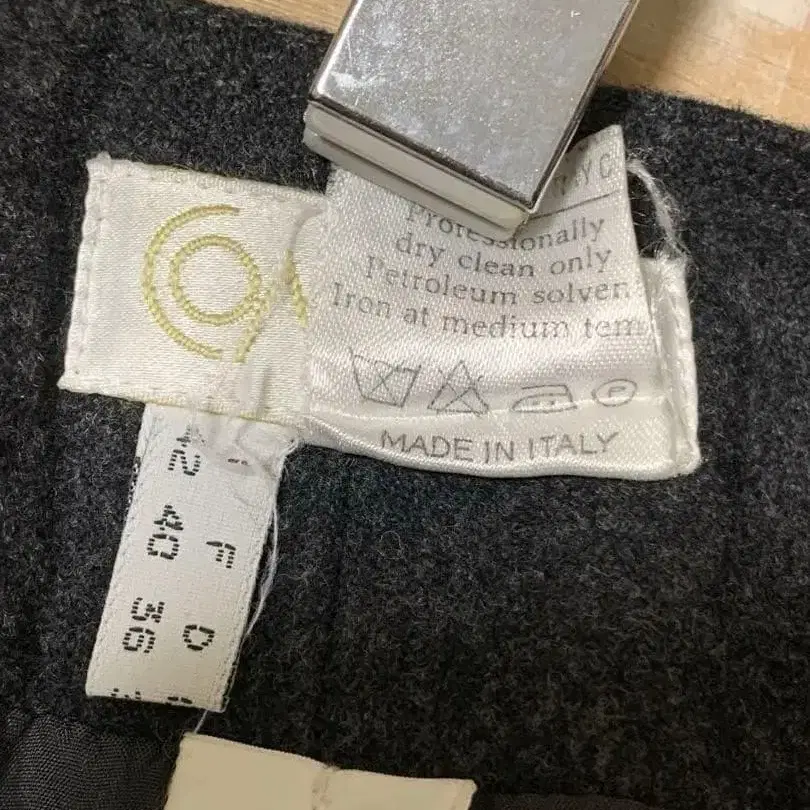 Professionally
dry clean only
Petroleum solven
Iron at medium tem
P
MADE IN ITALY
42 I
40 F
36 D